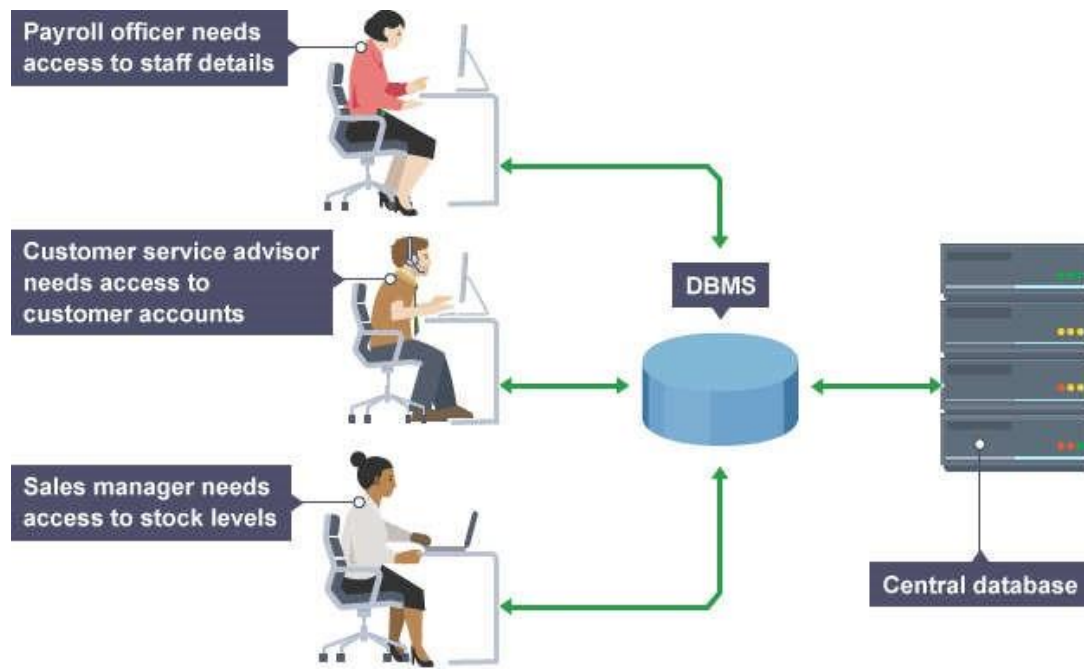 Payroll officer needs
access to staff details
Customer service advisor
needs access to
customer accounts
DBMS
Sales manager needs
access to stock levels
Central database